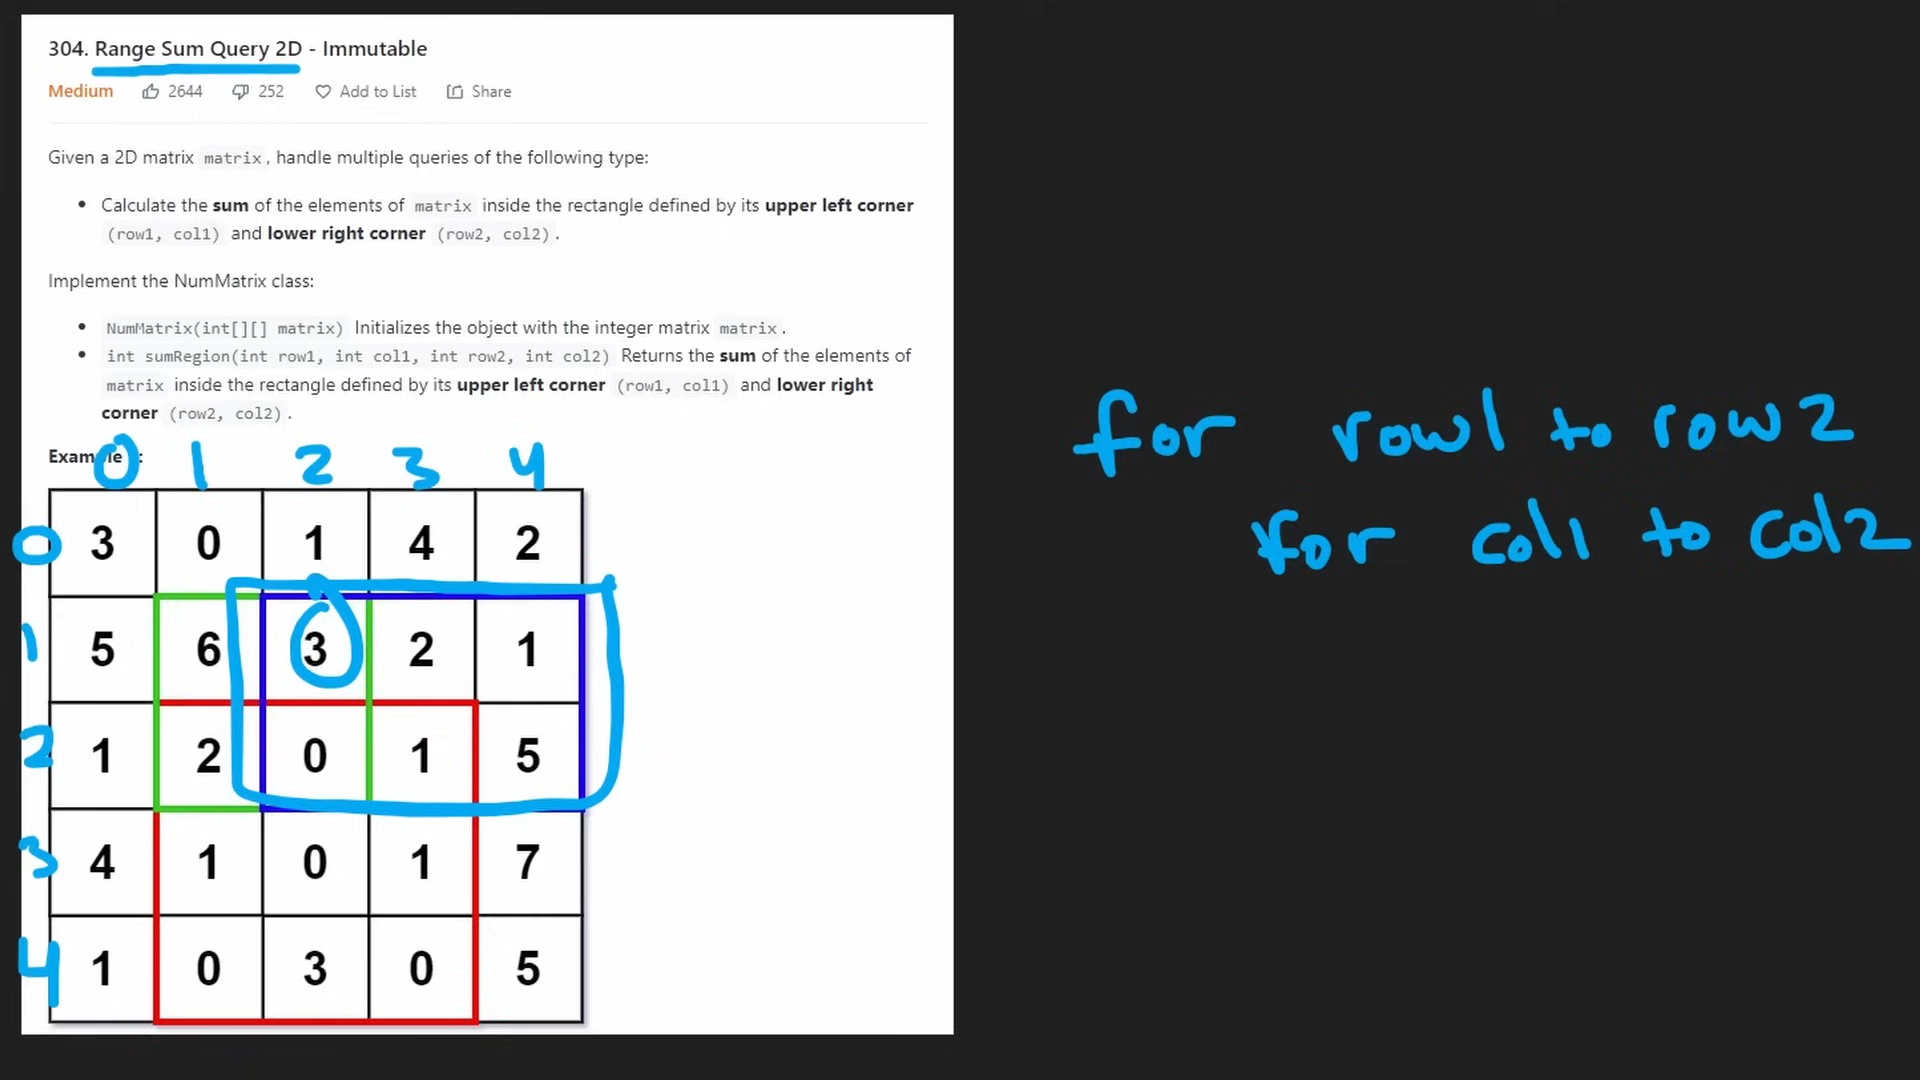 304. Range Sum Query 2D - Immutable
Medium 2644 252 Add to List Share
Given a 2D matrix matrix, handle multiple queries of the following type:
• Calculate the sum of the elements of matrix inside the rectangle defined by its upper left corner
(row1, col1) and lower right corner (row2, col2).
Implement the NumMatrix class:
• NumMatrix(int[][] matrix) Initializes the object with the integer matrix matrix.
• int sumRegion(int row1, int col1, int row2, int col2) Returns the sum of the elements of
matrix inside the rectangle defined by its upper left corner (row1, col1) and lower right
corner (row2, col2).
Example :
0 1 2 3 4
0 3 0 1 4 2
1 5 6 3 2 1
2 1 2 0 1 5
3 4 1 0 1 7
4 1 0 3 0 5
for row1 to row2
for col1 to col2